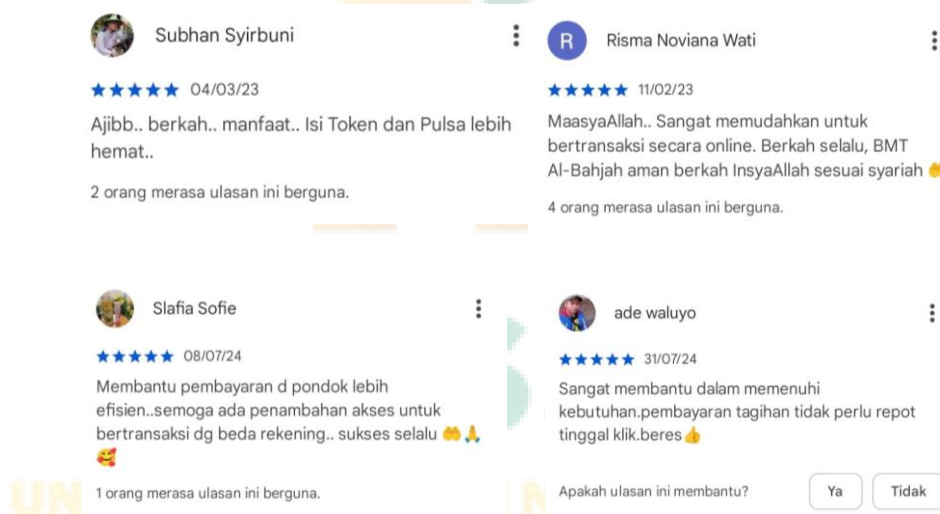 Subhan Syirbuni
04/03/23
Ajibb.. berkah.. manfaat.. Isi Token dan Pulsa lebih
hemat..
2 orang merasa ulasan ini berguna.
R
Risma Noviana Wati
11/02/23
MaasyaAllah.. Sangat memudahkan untuk
bertransaksi secara online. Berkah selalu, BMT
Al-Bahjah aman berkah InsyaAllah sesuai syariah 🤲
4 orang merasa ulasan ini berguna.
Slafia Sofie
08/07/24
Membantu pembayaran d pondok lebih
efisien..semoga ada penambahan akses untuk
bertransaksi dg beda rekening.. sukses selalu 🤲🙏
🥰
1 orang merasa ulasan ini berguna.
ade waluyo
31/07/24
Sangat membantu dalam memenuhi
kebutuhan.pembayaran tagihan tidak perlu repot
tinggal klik.beres👍
Apakah ulasan ini membantu?
Ya
Tidak
UN
N